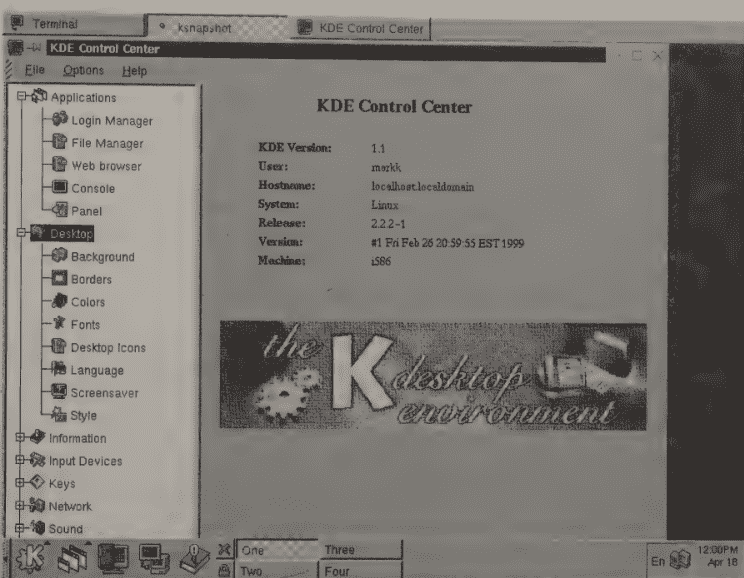 Terminal
ksnapshot
KDE Control Center
KDE Control Center
File Options Help
Applications
Login Manager
File Manager
Web browser
Console
Panel
Desktop
Background
Borders
Colors
Fonts
Desktop Icons
Language
Screensaver
Style
Information
Input Devices
Keys
Network
Sound
KDE Control Center
KDE Version: 1.1
User: markk
Hostname: localhost.localdomain
System: Linux
Release: 2.2.2-1
Version: #1 Fri Feb 26 20:59:55 EST 1999
Machine: i586
the K desktop
environment
One Three
Two Four
En
12:00PM
Apr 18